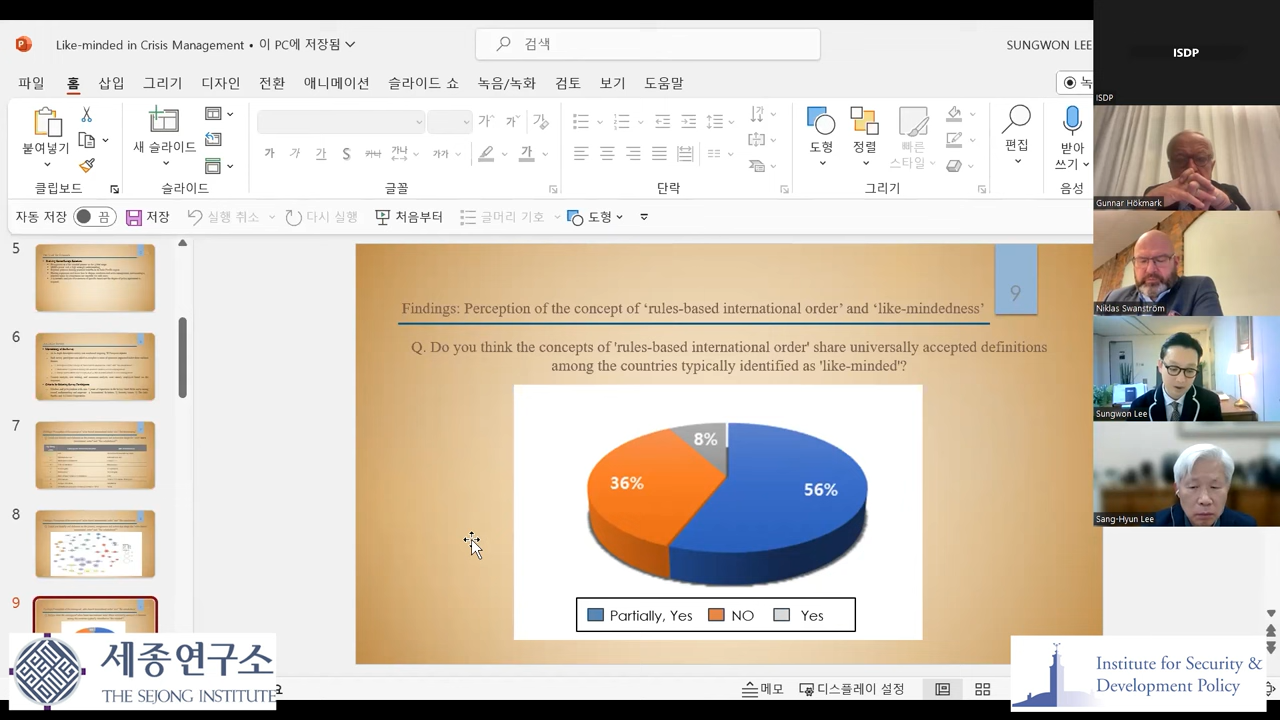 Like-minded in Crisis Management • 이 PC에 저장됨
검색
SUNGWON LEE
파일 홈 삽입 그리기 디자인 전환 애니메이션 슬라이드 쇼 녹음/녹화 검토 보기 도움말
붙여넣기
새 슬라이드
가 가 가 S 가나 가나 가가 가
도형
정렬
빠른 스타일
편집
받아쓰기
클립보드
슬라이드
글꼴
단락
그리기
음성
자동 저장 끔 저장 실행 취소 다시 실행 처음부터 글머리 기호 도형
5
6
7
8
9
9
Findings: Perception of the concept of ‘rules-based international order’ and ‘like-mindedness’
Q. Do you think the concepts of 'rules-based international order' share universally accepted definitions
among the countries typically identified as 'like-minded'?
8%
36%
56%
Partially, Yes NO Yes
메모 디스플레이 설정
ISDP
ISDP
Gunnar Hökmark
Niklas Swanström
Sungwon Lee
Sang-Hyun Lee
세종연구소
THE SEJONG INSTITUTE
Institute for Security &
Development Policy